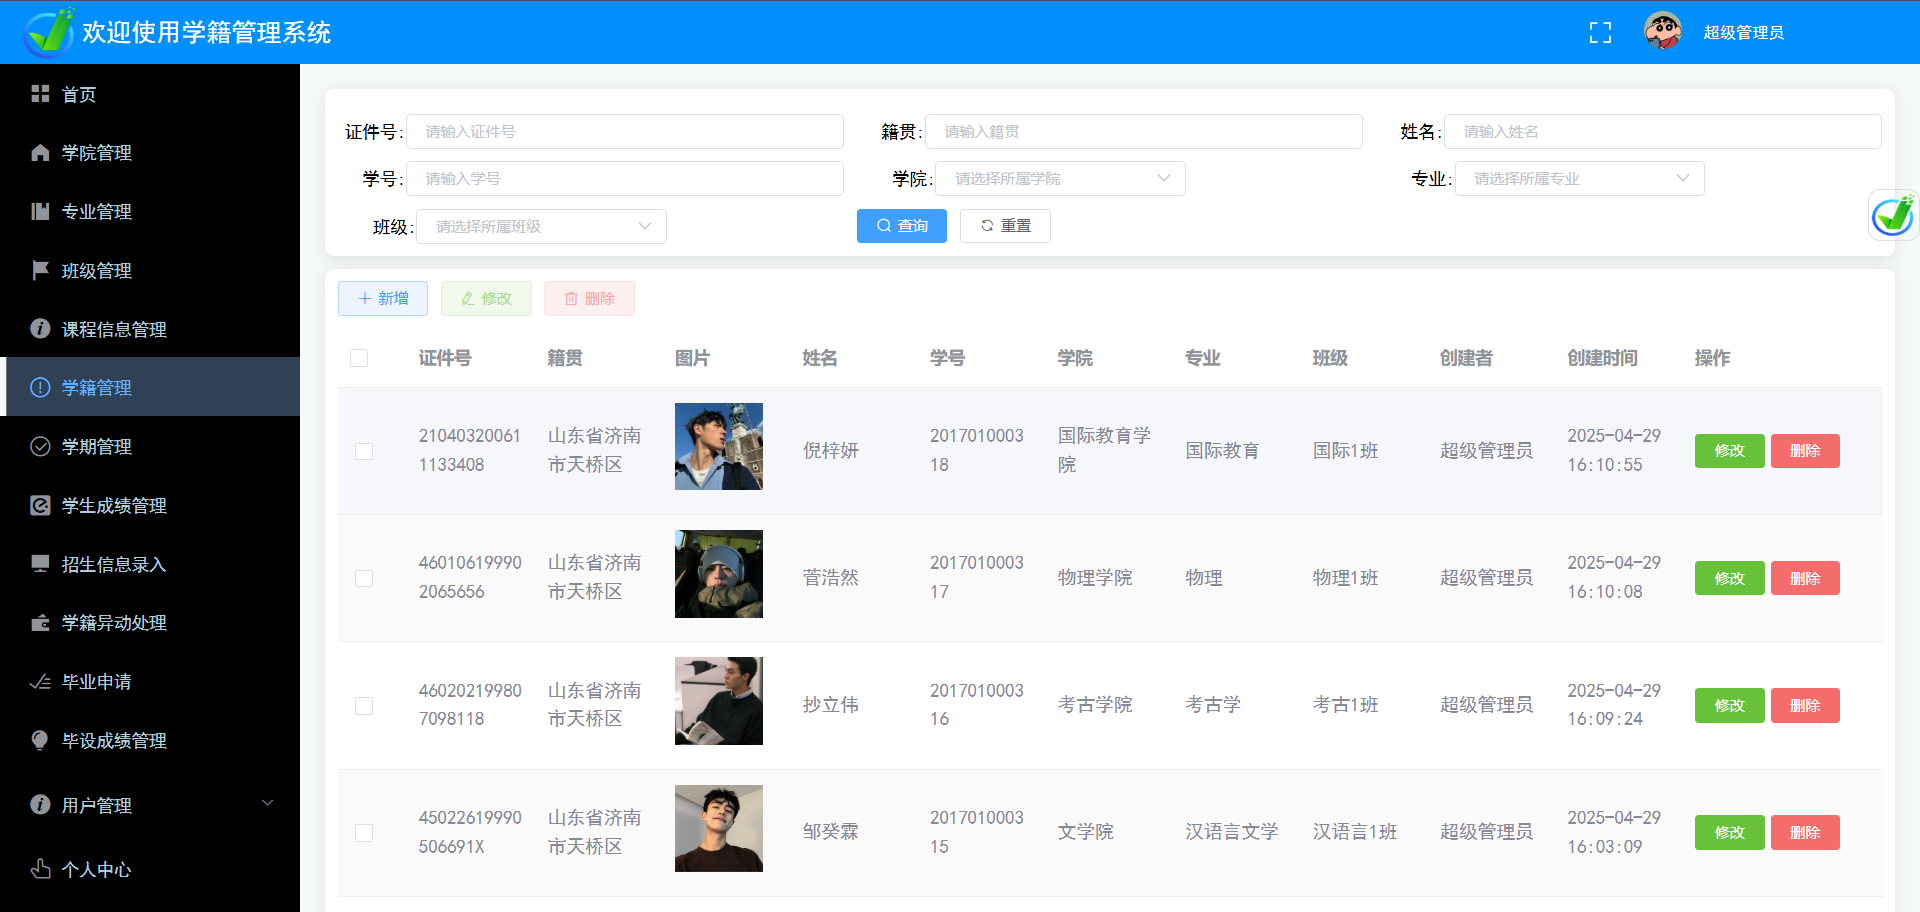 欢迎使用学籍管理系统
超级管理员
首页
学院管理
专业管理
班级管理
课程信息管理
学籍管理
学期管理
学生成绩管理
招生信息录入
学籍异动处理
毕业申请
毕设成绩管理
用户管理
个人中心
证件号: 请输入证件号 籍贯: 请输入籍贯 姓名: 请输入姓名
学号: 请输入学号 学院: 请选择所属学院 专业: 请选择所属专业
班级: 请选择所属班级 查询 重置
新增 修改 删除
证件号 籍贯 图片 姓名 学号 学院 专业 班级 创建者 创建时间 操作
21040320061 山东省济南 2017010003 国际教育学 2025-04-29
倪梓妍 国际教育 国际1班 超级管理员 修改 删除
1133408 市天桥区 18 院 16:10:55
46010619990 山东省济南 2017010003 2025-04-29
菅浩然 物理学院 物理 物理1班 超级管理员 修改 删除
2065656 市天桥区 17 16:10:08
46020219980 山东省济南 2017010003 2025-04-29
抄立伟 考古学院 考古学 考古1班 超级管理员 修改 删除
7098118 市天桥区 16 16:09:24
45022619990 山东省济南 2017010003 2025-04-29
邹癸霖 文学院 汉语言文学 汉语言1班 超级管理员 修改 删除
506691X 市天桥区 15 16:03:09